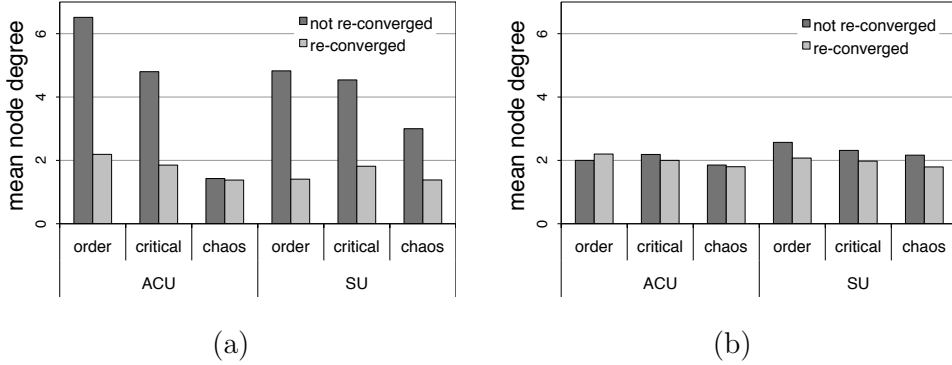 mean node degree
6
4
2
0
not re-converged
re-converged
order critical chaos order critical chaos
ACU SU
(a)
mean node degree
6
4
2
0
not re-converged
re-converged
order critical chaos order critical chaos
ACU SU
(b)